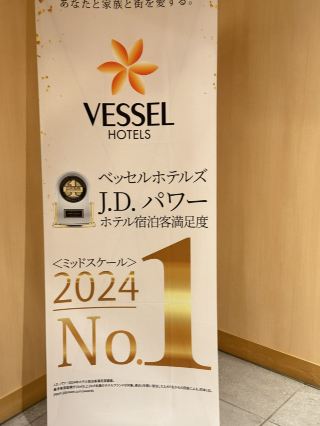 あなたと家族と街を愛する。
VESSEL
HOTELS
ベッセルホテルズ
J.D. パワー
ホテル宿泊客満足度
<ミッドスケール>
2024
No.1